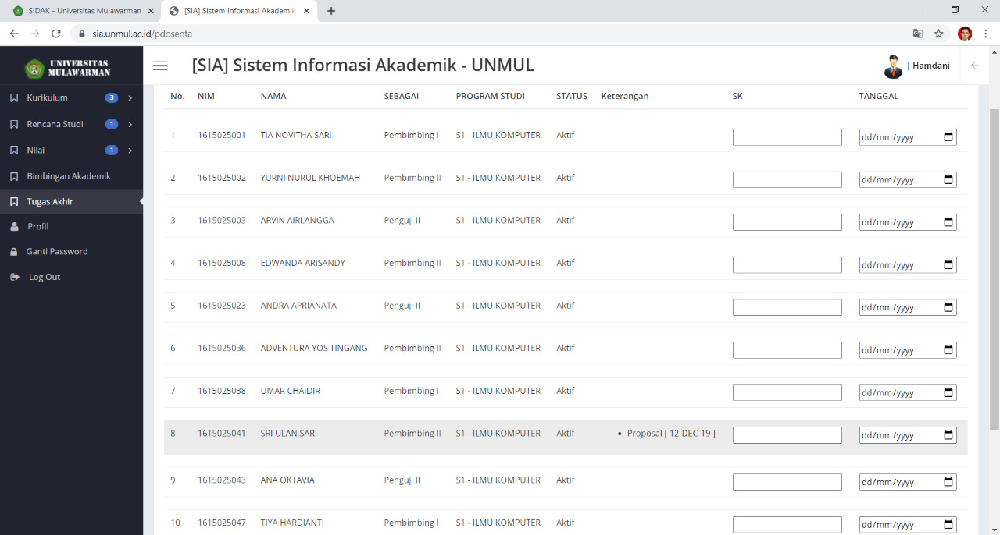 SIDAK - Universitas Mulawarman
[SIA] Sistem Informasi Akademik
sia.unmul.ac.id/pdosenta
UNIVERSITAS
MULAWARMAN
[SIA] Sistem Informasi Akademik - UNMUL
| Hamdani
Kurikulum 3
Rencana Studi 1
Nilai 1
Bimbingan Akademik
Tugas Akhir
Profil
Ganti Password
Log Out
No. NIM NAMA SEBAGAI PROGRAM STUDI STATUS Keterangan SK TANGGAL
1 1615025001 TIA NOVITHA SARI Pembimbing I S1 - ILMU KOMPUTER Aktif dd/mm/yyyy
2 1615025002 YURNI NURUL KHOEMAH Pembimbing II S1 - ILMU KOMPUTER Aktif dd/mm/yyyy
3 1615025003 ARVIN AIRLANGGA Penguji II S1 - ILMU KOMPUTER Aktif dd/mm/yyyy
4 1615025008 EDWANDA ARISANDY Pembimbing II S1 - ILMU KOMPUTER Aktif dd/mm/yyyy
5 1615025023 ANDRA APRIANATA Penguji II S1 - ILMU KOMPUTER Aktif dd/mm/yyyy
6 1615025036 ADVENTURA YOS TINGANG Pembimbing II S1 - ILMU KOMPUTER Aktif dd/mm/yyyy
7 1615025038 UMAR CHAIDIR Pembimbing I S1 - ILMU KOMPUTER Aktif dd/mm/yyyy
8 1615025041 SRI ULAN SARI Pembimbing II S1 - ILMU KOMPUTER Aktif • Proposal [ 12-DEC-19 ] dd/mm/yyyy
9 1615025043 ANA OKTAVIA Penguji II S1 - ILMU KOMPUTER Aktif dd/mm/yyyy
10 1615025047 TIYA HARDIANTI Pembimbing I S1 - ILMU KOMPUTER Aktif dd/mm/yyyy